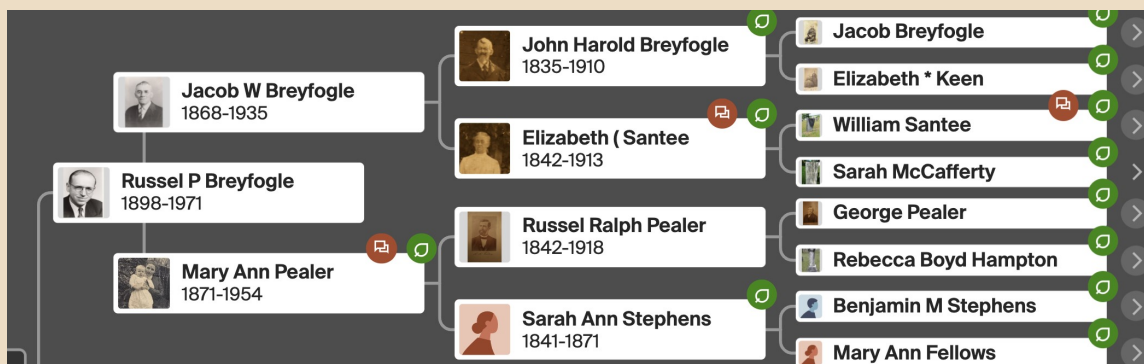 Jacob W Breyfogle
1868-1935
Russel P Breyfogle
1898-1971
Mary Ann Pealer
1871-1954
John Harold Breyfogle
1835-1910
Elizabeth ( Santee
1842-1913
Russel Ralph Pealer
1842-1918
Sarah Ann Stephens
1841-1871
Jacob Breyfogle
Elizabeth * Keen
William Santee
Sarah McCafferty
George Pealer
Rebecca Boyd Hampton
Benjamin M Stephens
Mary Ann Fellows